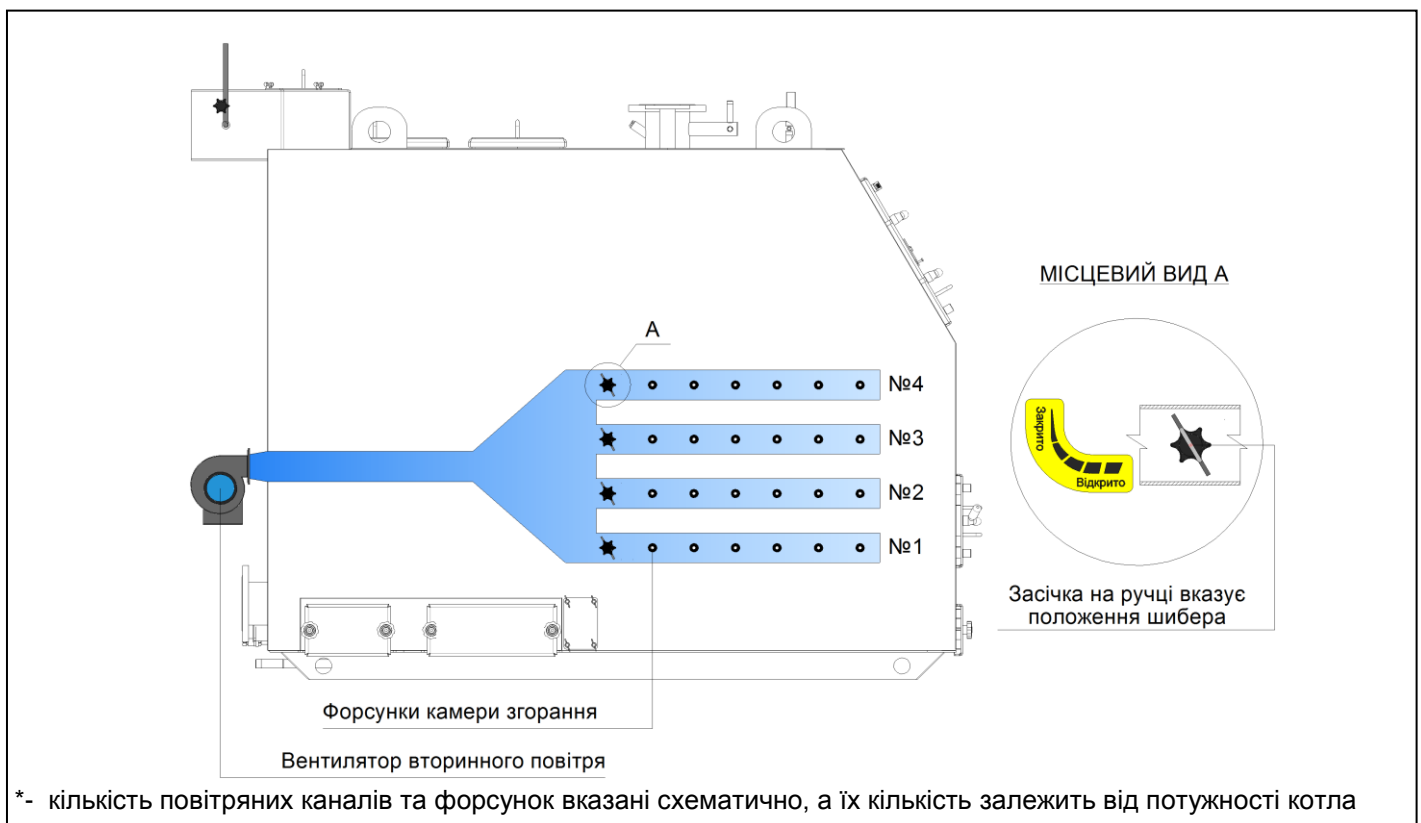 МІСЦЕВИЙ ВИД А
А
№4
№3
№2
№1
Закрито
Відкрито
Засічка на ручці вказує
положення шибера
Форсунки камери згорання
Вентилятор вторинного повітря
*- кількість повітряних каналів та форсунок вказані схематично, а їх кількість залежить від потужності котла